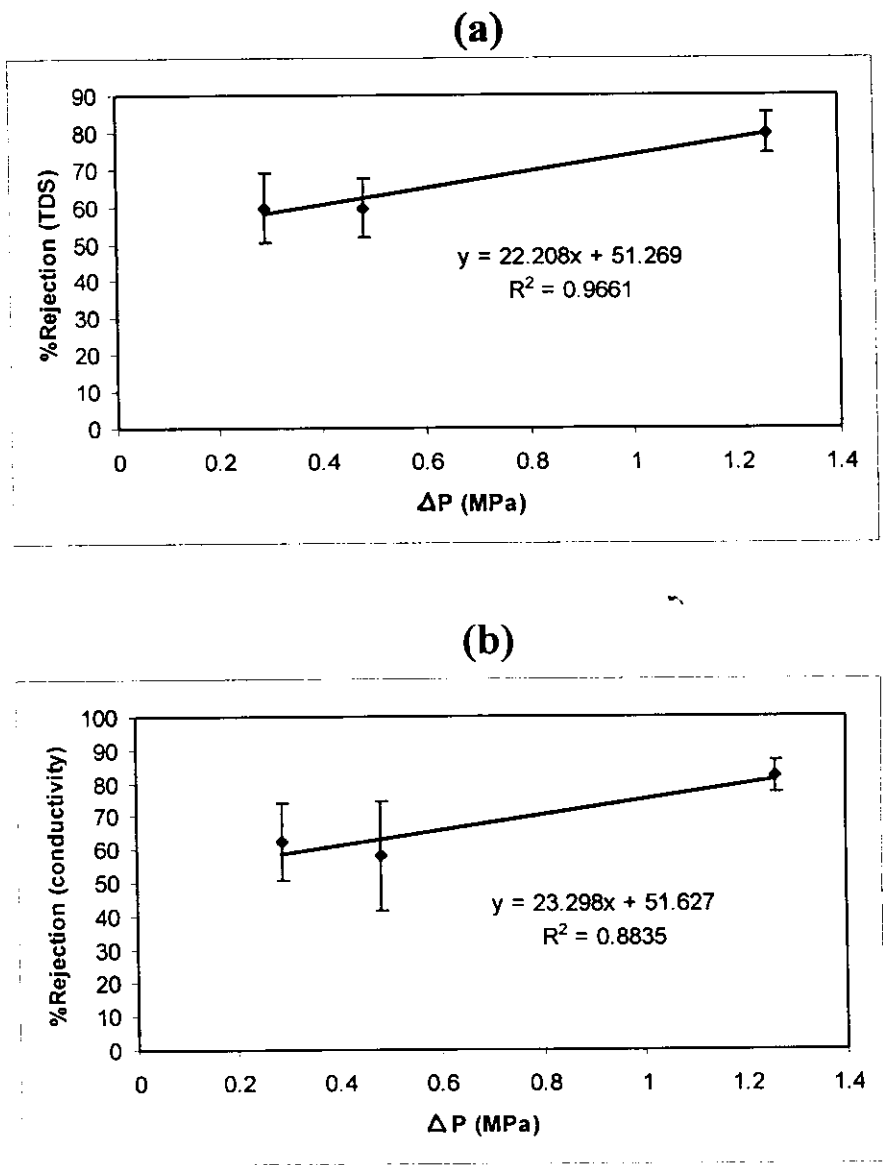 (a)
90
80
70
60
50
40
30
20
10
0
%Rejection (TDS)
y = 22.208x + 51.269
R² = 0.9661
0 0.2 0.4 0.6 0.8 1 1.2 1.4
ΔP (MPa)
(b)
100
90
80
70
60
50
40
30
20
10
0
%Rejection (conductivity)
y = 23.298x + 51.627
R² = 0.8835
0 0.2 0.4 0.6 0.8 1 1.2 1.4
ΔP (MPa)